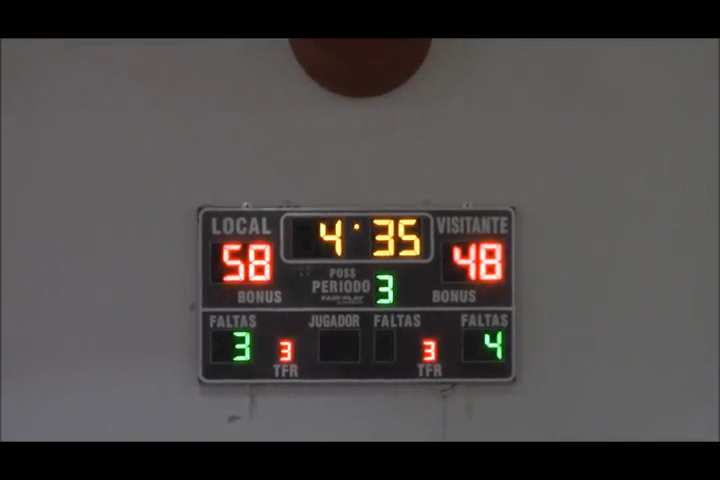 LOCAL 4:35 VISITANTE
58 48
POSS
BONUS PERIODO 3 BONUS
FAIR-PLAY
FALTAS JUGADOR FALTAS FALTAS
3 3 3 4
TFR TFR